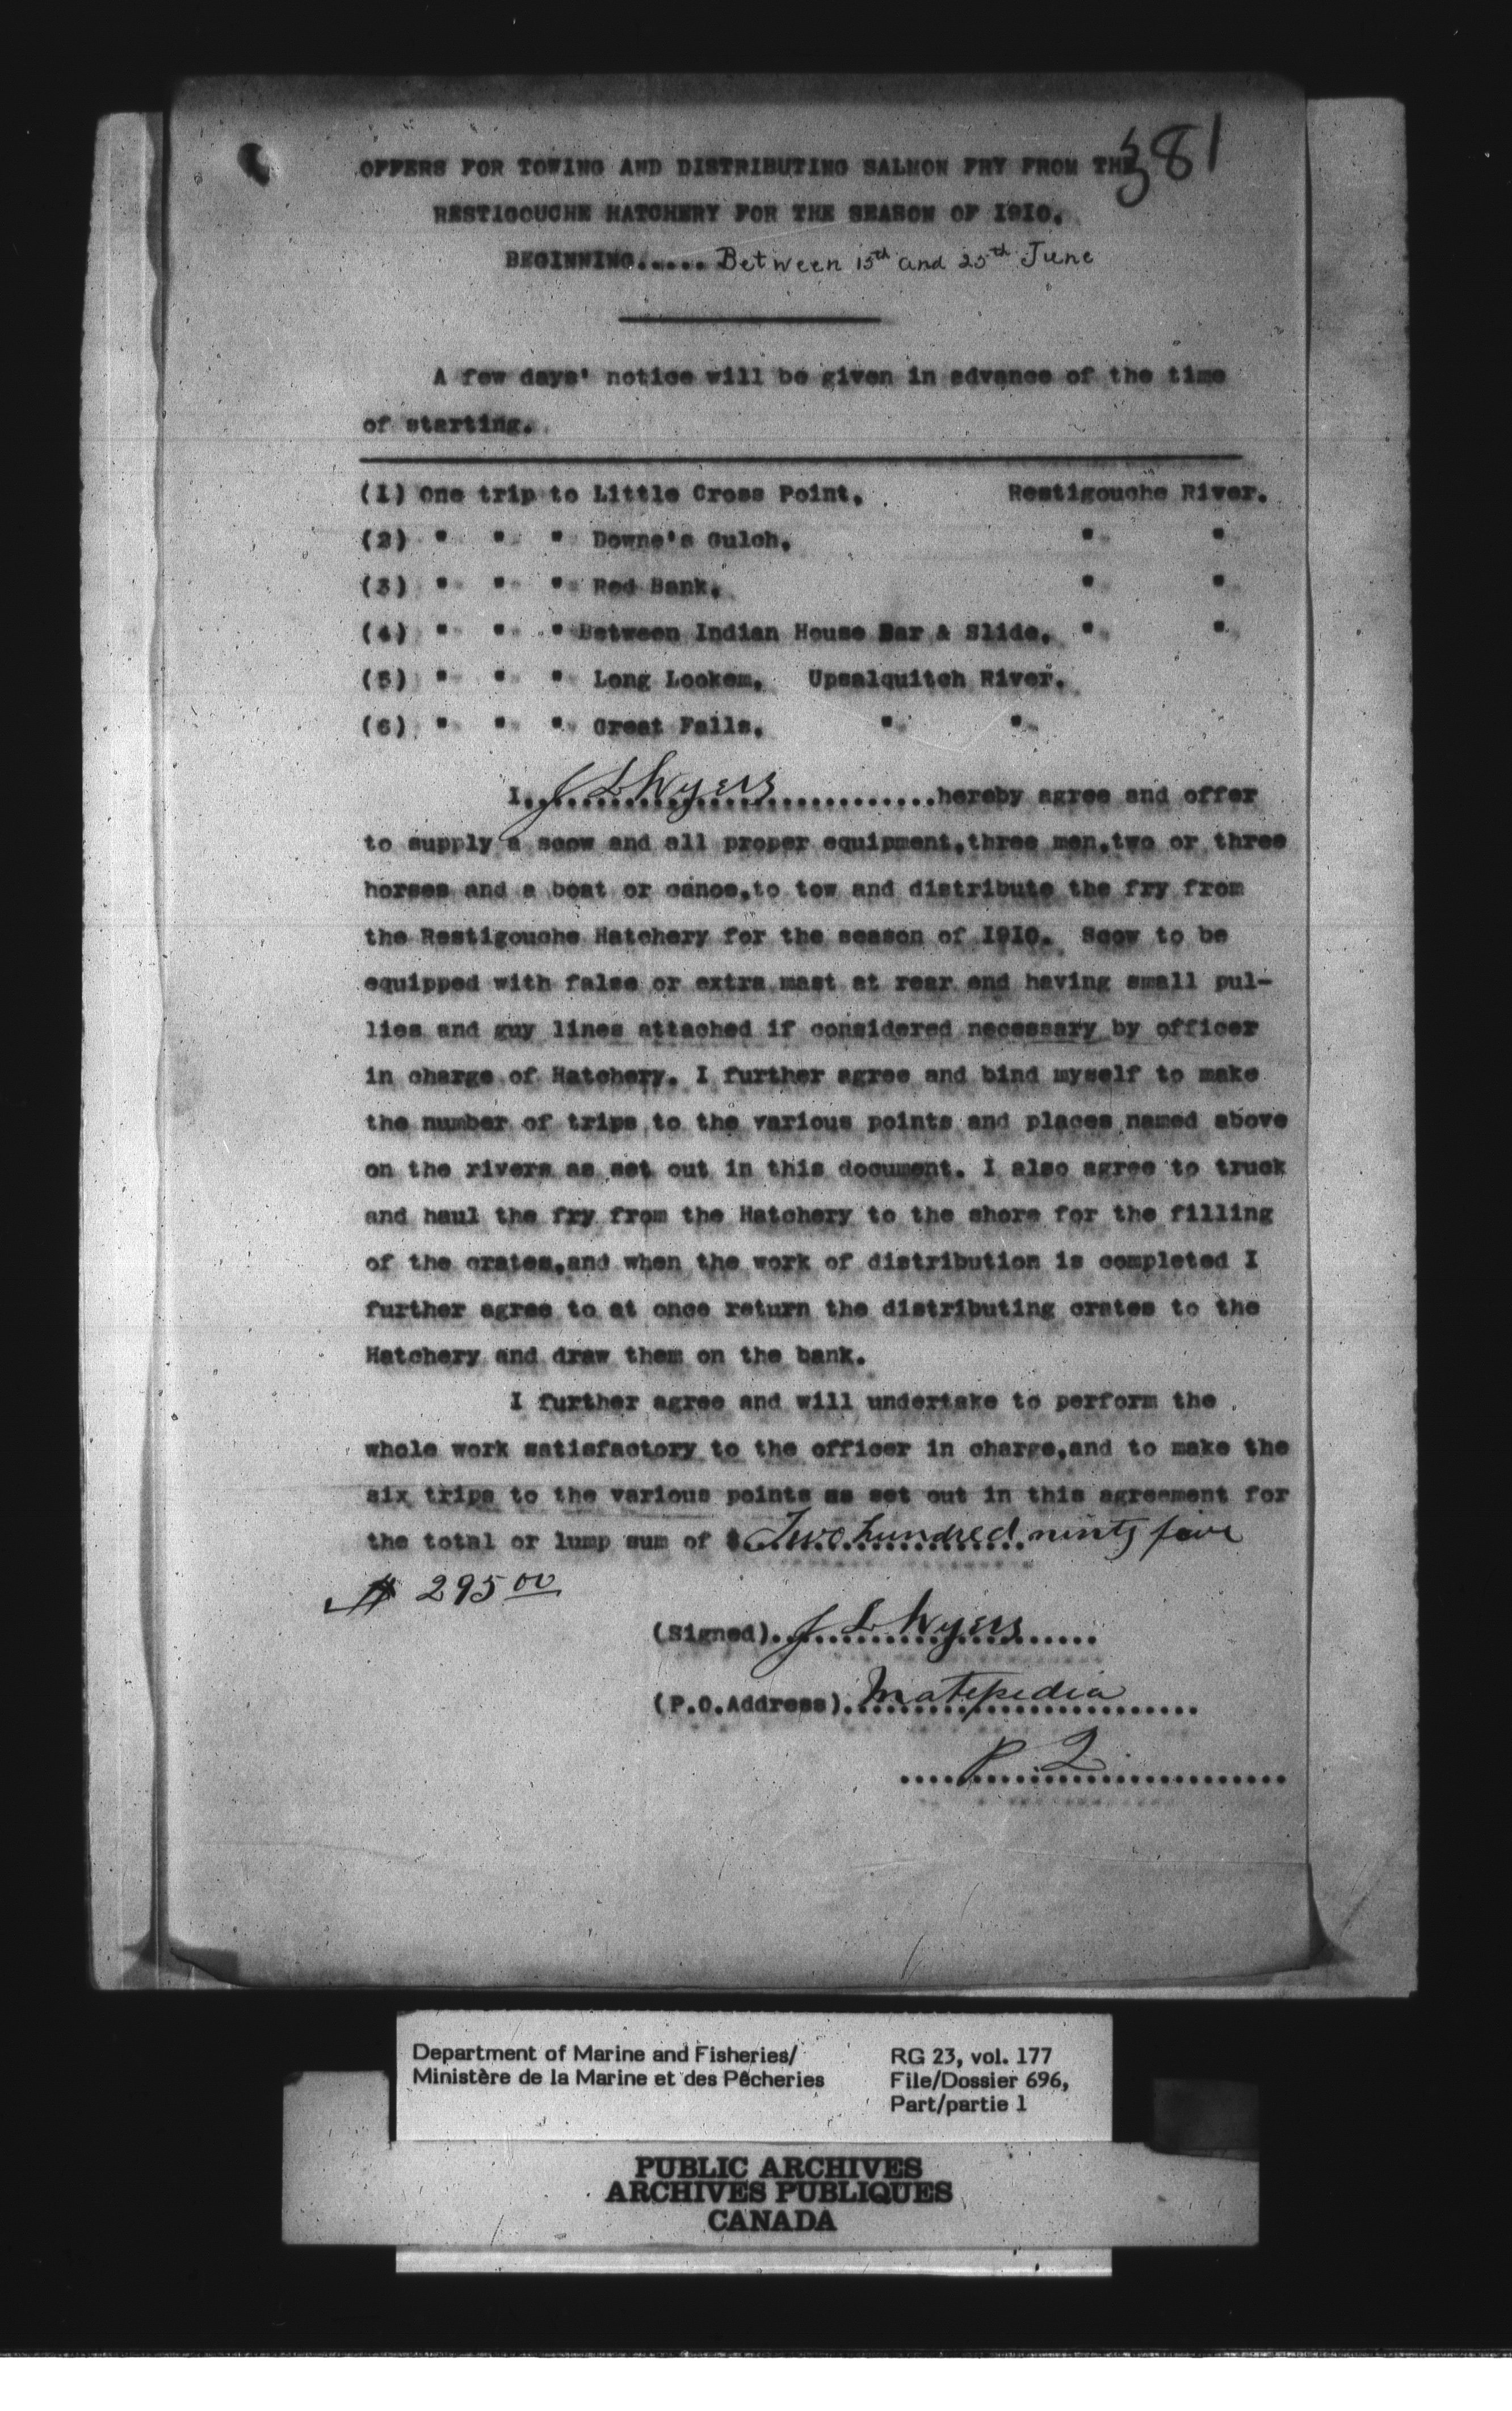 381
OFFERS FOR TOWING AND DISTRIBUTING SALMON FRY FROM THE
RESTIGOUCHE HATCHERY FOR THE SEASON OF 1910.
BEGINNING..... Between 15th and 25th June
A few days' notice will be given in advance of the time
of starting.
(1) One trip to Little Cross Point, Restigouche River.
(2) " " " Downe's Gulch, " "
(3) " " " Red Bank, " "
(4) " " " Between Indian House Bar & Slide, " "
(5) " " " Long Lookem, Upsalquitch River.
(6) " " " Great Falls, " "
I, J L Wyers hereby agree and offer
to supply a scow and all proper equipment, three men, two or three
horses and a boat or canoe, to tow and distribute the fry from
the Restigouche Hatchery for the season of 1910. Scow to be
equipped with false or extra mast at rear end having small pul-
lies and guy lines attached if considered necessary by officer
in charge of Hatchery. I further agree and bind myself to make
the number of trips to the various points and places named above
on the rivers as set out in this document. I also agree to truck
and haul the fry from the Hatchery to the shore for the filling
of the crates, and when the work of distribution is completed I
further agree to at once return the distributing crates to the
Hatchery and draw them on the bank.
I further agree and will undertake to perform the
whole work satisfactory to the officer in charge, and to make the
six trips to the various points as set out in this agreement for
the total or lump sum of $ Two hundred ninty five
$ 295 00
(Signed) J L Wyers
(P.O.Address) Matepedia
P. Q.
Department of Marine and Fisheries/ RG 23, vol. 177
Ministère de la Marine et des Pêcheries File/Dossier 696,
Part/partie 1
PUBLIC ARCHIVES
ARCHIVES PUBLIQUES
CANADA